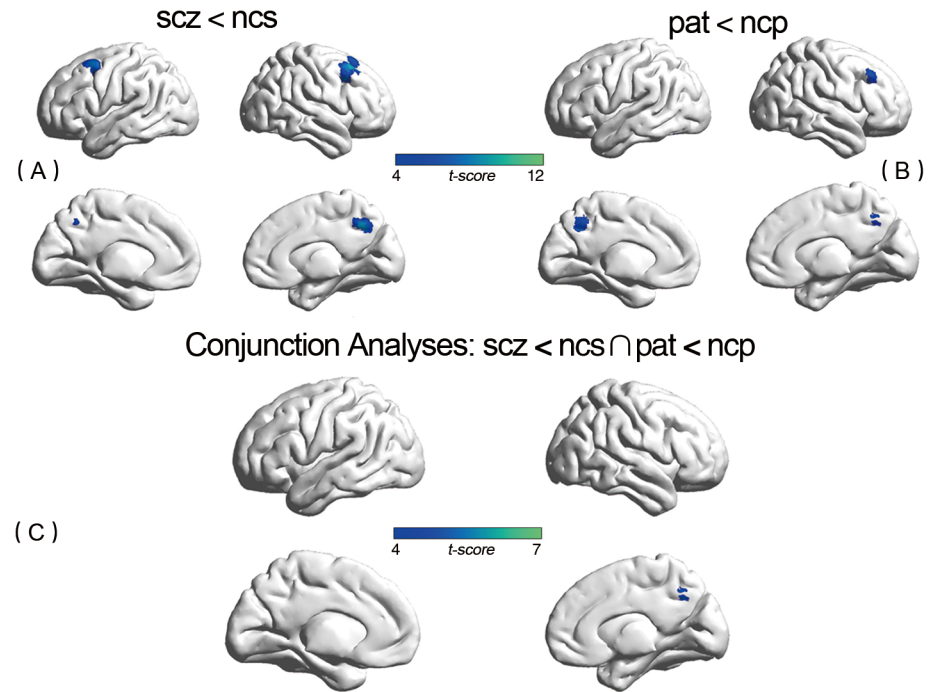 scz < ncs
pat < ncp
( A )
4 t-score 12
( B )
Conjunction Analyses: scz < ncs ∩ pat < ncp
( C )
4 t-score 7